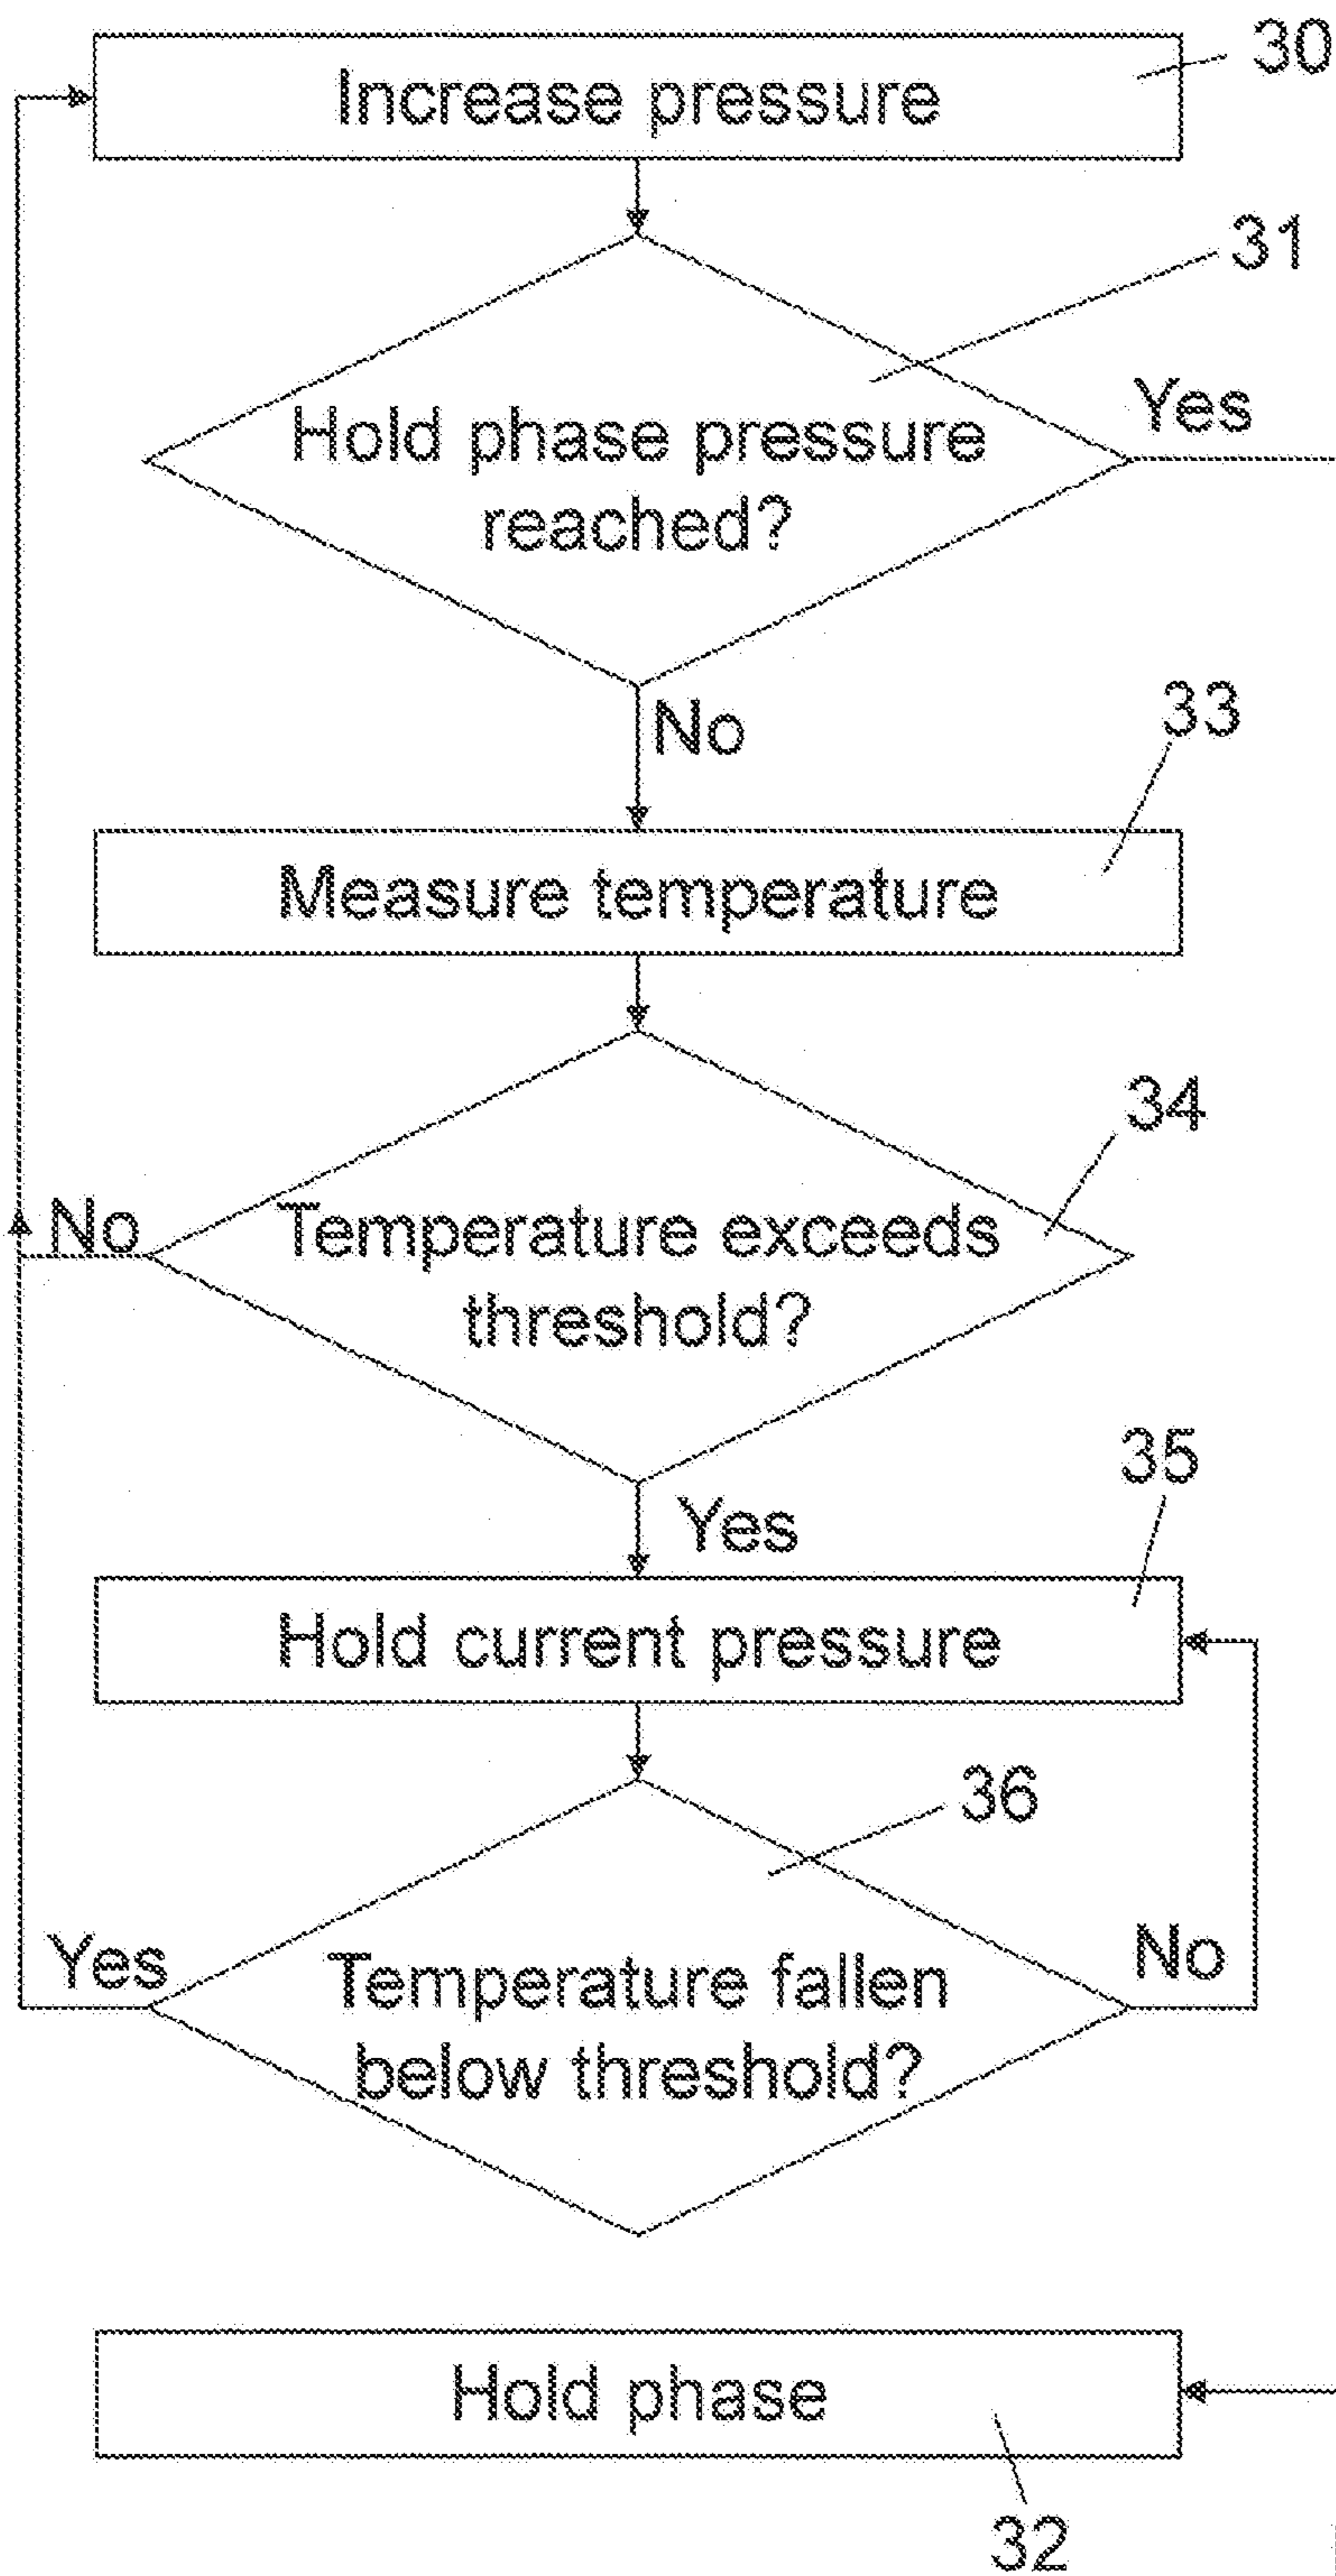 30
Increase pressure
31
Yes
Hold phase pressure
reached?
No
33
Measure temperature
34
No
Temperature exceeds
threshold?
35
Yes
Hold current pressure
36
Yes
No
Temperature fallen
below threshold?
Hold phase
32